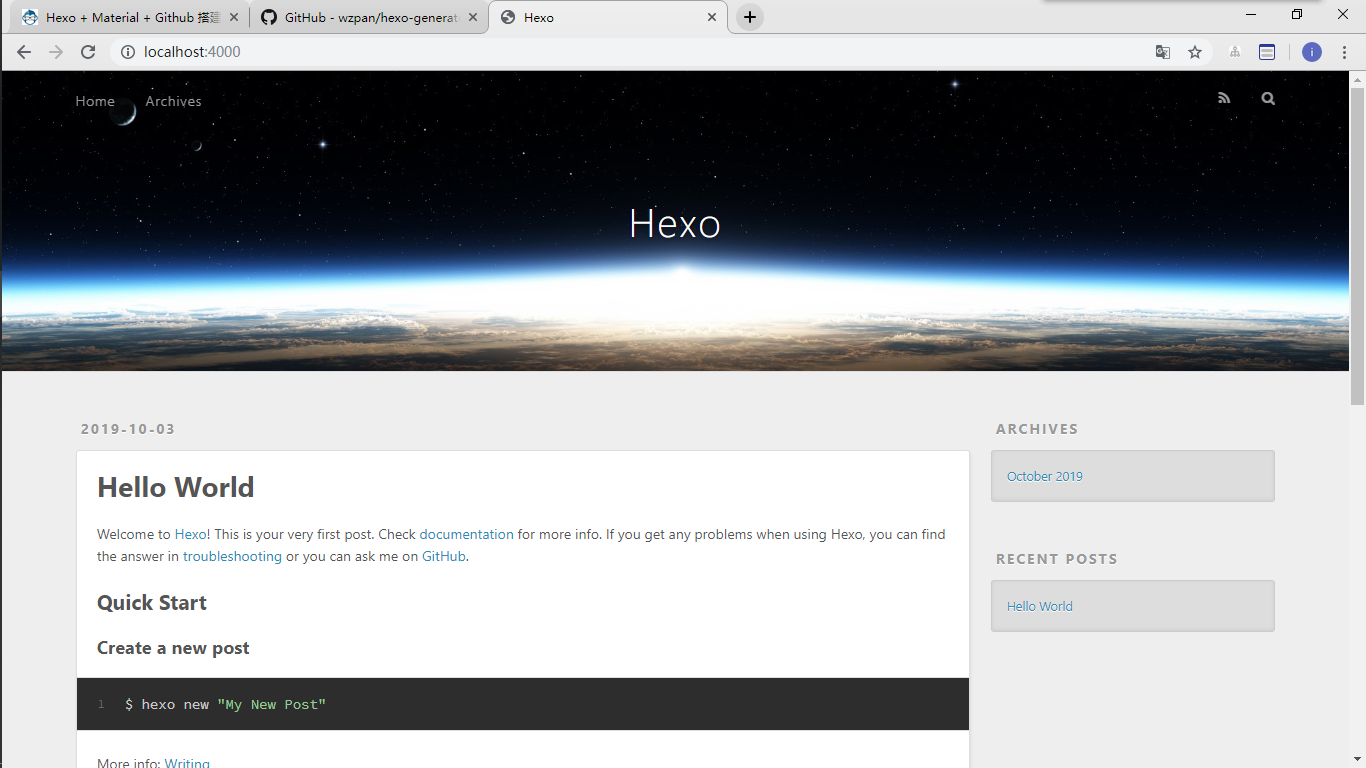 Hexo + Material + Github 搭建
GitHub - wzpan/hexo-generat
Hexo
localhost:4000
i
Home
Archives
Hexo
2019-10-03
Hello World
Welcome to Hexo! This is your very first post. Check documentation for more info. If you get any problems when using Hexo, you can find
the answer in troubleshooting or you can ask me on GitHub.
Quick Start
Create a new post
1 $ hexo new "My New Post"
More info: Writing
ARCHIVES
October 2019
RECENT POSTS
Hello World